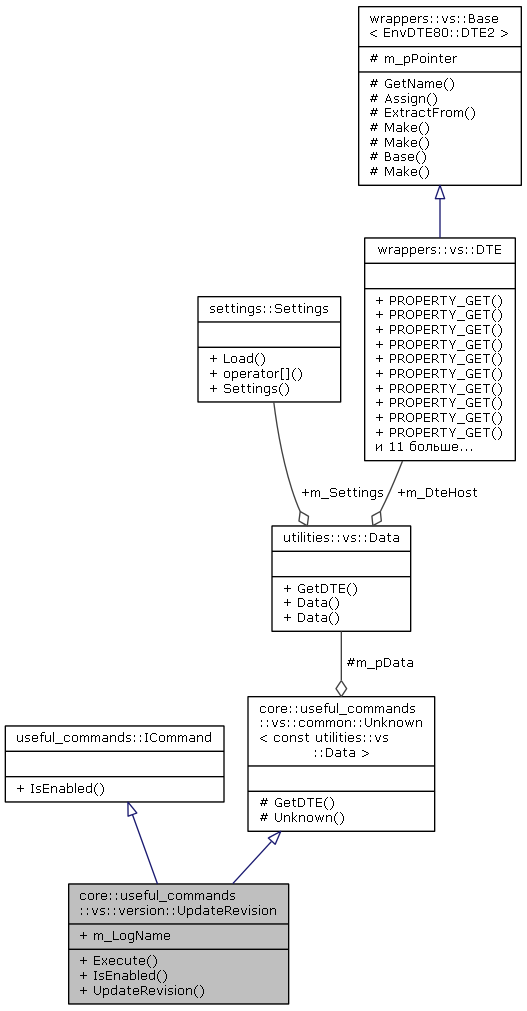 wrappers::vs::Base
< EnvDTE80::DTE2 >
# m_pPointer
# GetName()
# Assign()
# ExtractFrom()
# Make()
# Make()
# Base()
# Make()
wrappers::vs::DTE
+ PROPERTY_GET()
+ PROPERTY_GET()
+ PROPERTY_GET()
+ PROPERTY_GET()
+ PROPERTY_GET()
+ PROPERTY_GET()
+ PROPERTY_GET()
+ PROPERTY_GET()
+ PROPERTY_GET()
+ PROPERTY_GET()
и 11 больше...
settings::Settings
+ Load()
+ operator[]()
+ Settings()
+m_Settings
+m_DteHost
utilities::vs::Data
+ GetDTE()
+ Data()
+ Data()
#m_pData
core::useful_commands
::vs::common::Unknown
< const utilities::vs
::Data >
# GetDTE()
# Unknown()
useful_commands::ICommand
+ IsEnabled()
core::useful_commands
::vs::version::UpdateRevision
+ m_LogName
+ Execute()
+ IsEnabled()
+ UpdateRevision()